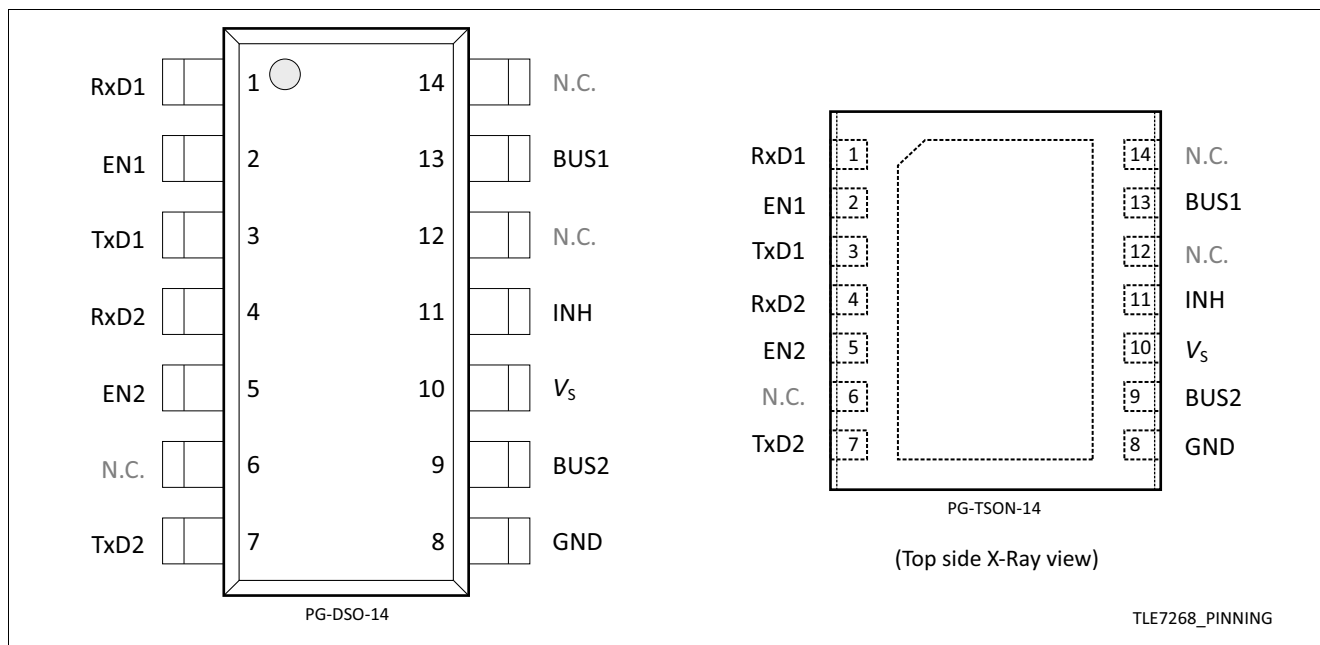 RxD1 1 14 N.C.
EN1 2 13 BUS1
TxD1 3 12 N.C.
RxD2 4 11 INH
EN2 5 10 VS
N.C. 6 9 BUS2
TxD2 7 8 GND
PG-DSO-14
RxD1 1 14 N.C.
EN1 2 13 BUS1
TxD1 3 12 N.C.
RxD2 4 11 INH
EN2 5 10 VS
N.C. 6 9 BUS2
TxD2 7 8 GND
PG-TSON-14
(Top side X-Ray view)
TLE7268_PINNING